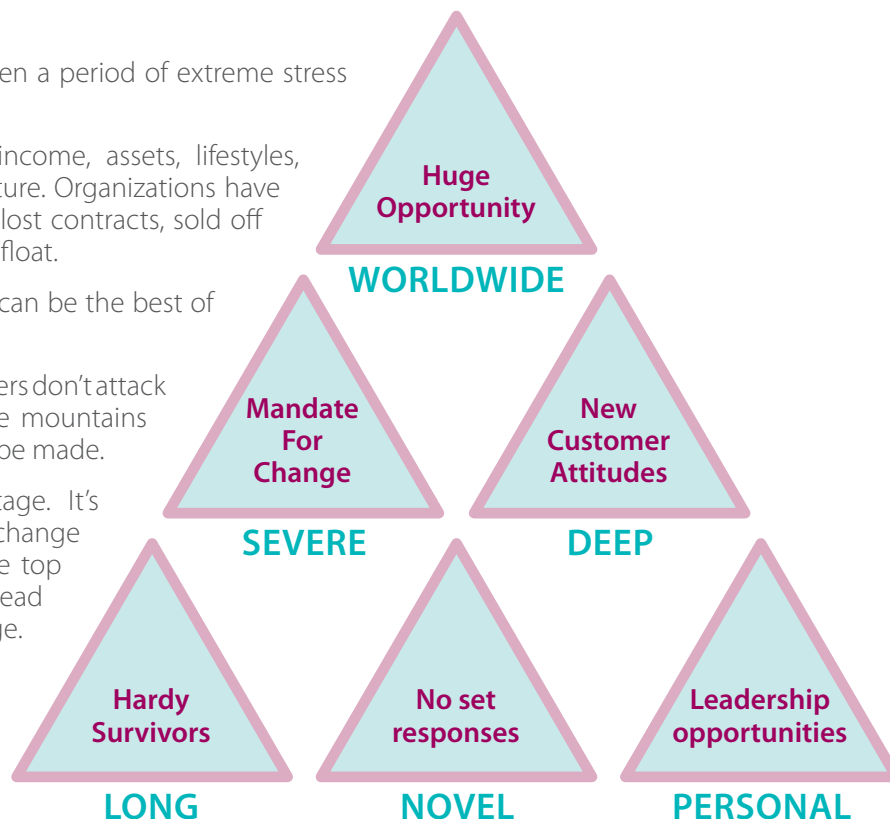 en a period of extreme stress
income, assets, lifestyles,
ture. Organizations have
lost contracts, sold off
float.
can be the best of
ers don't attack
e mountains
be made.
tage. It's
change
e top
ead
ge.
Huge
Opportunity
WORLDWIDE
Mandate
For
Change
SEVERE
New
Customer
Attitudes
DEEP
Hardy
Survivors
LONG
No set
responses
NOVEL
Leadership
opportunities
PERSONAL